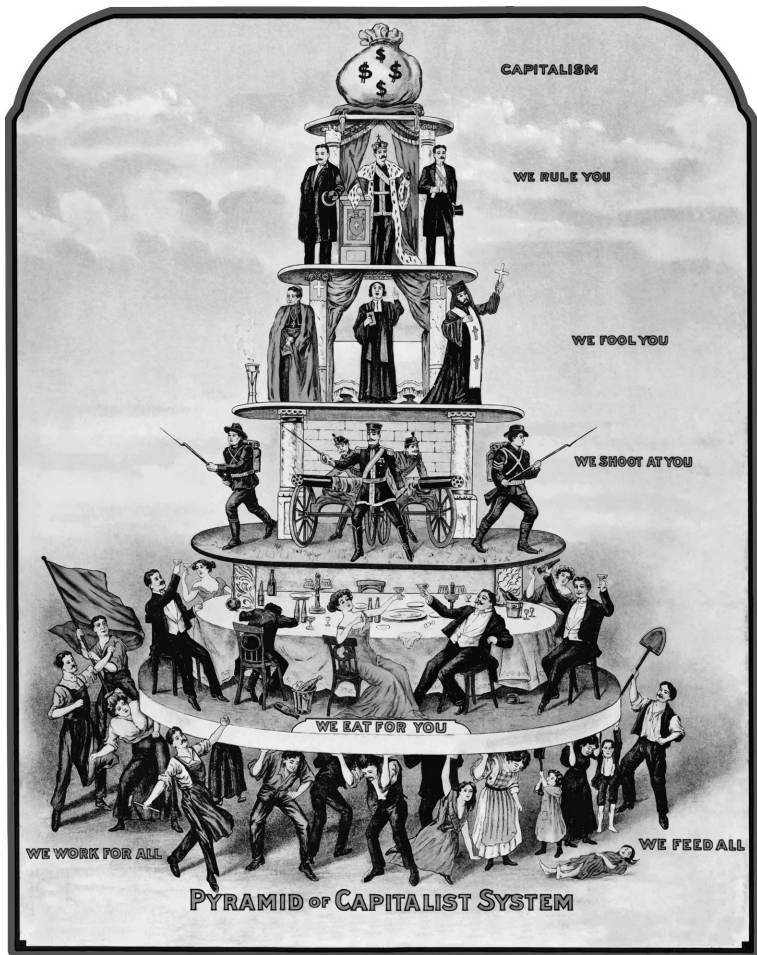 $ $ $
$
CAPITALISM
WE RULE YOU
WE FOOL YOU
WE SHOOT AT YOU
WE EAT FOR YOU
WE WORK FOR ALL
WE FEED ALL
PYRAMID OF CAPITALIST SYSTEM